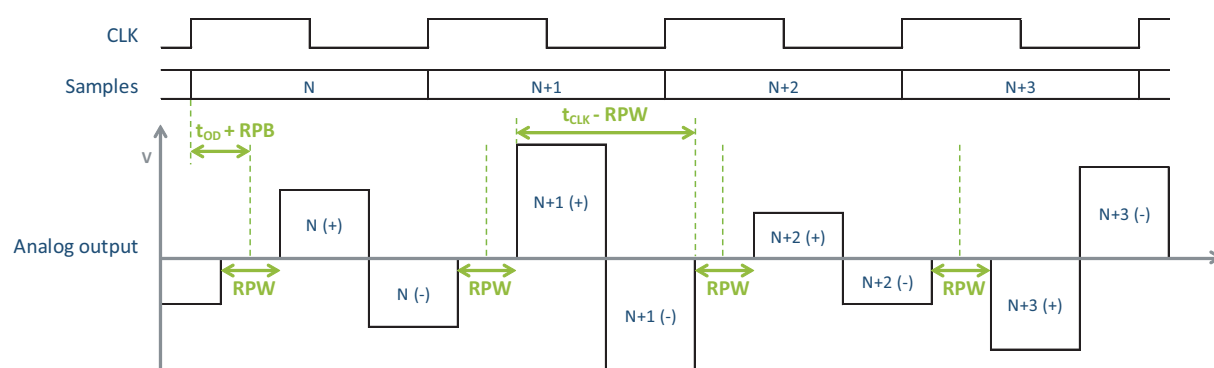 CLK
Samples
N
N+1
N+2
N+3
tOD + RPB
tCLK - RPW
V
Analog output
N (+)
N (-)
N+1 (+)
N+1 (-)
N+2 (+)
N+2 (-)
N+3 (+)
N+3 (-)
RPW
RPW
RPW
RPW